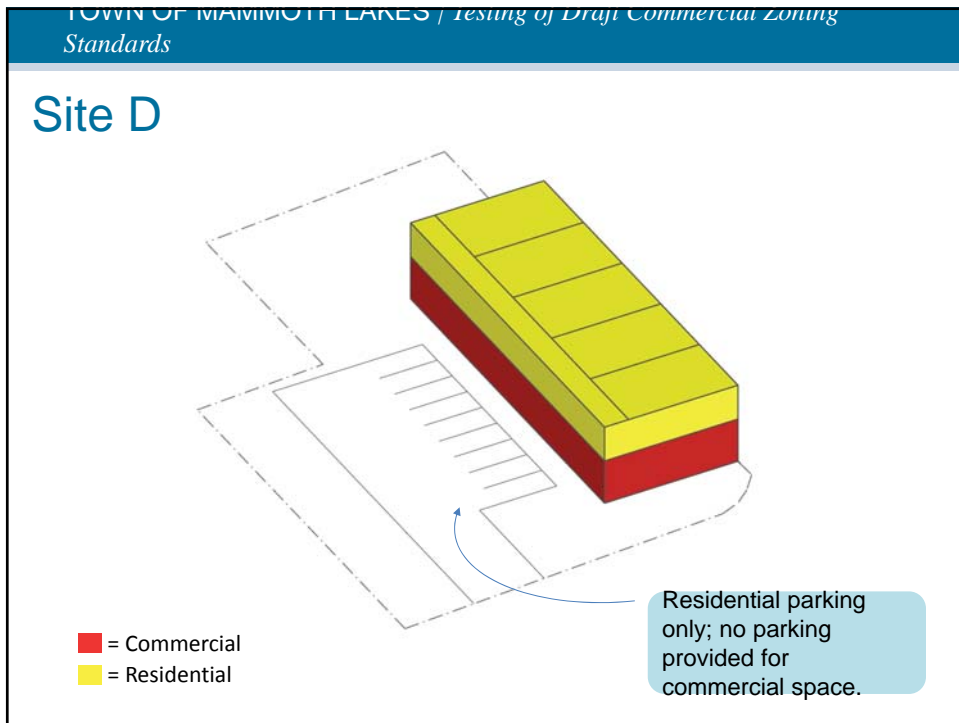 TOWN OF MAMMOTH LAKES / Testing of Draft Commercial Zoning
Standards
Site D
Residential parking
only; no parking
provided for
commercial space.
= Commercial
= Residential